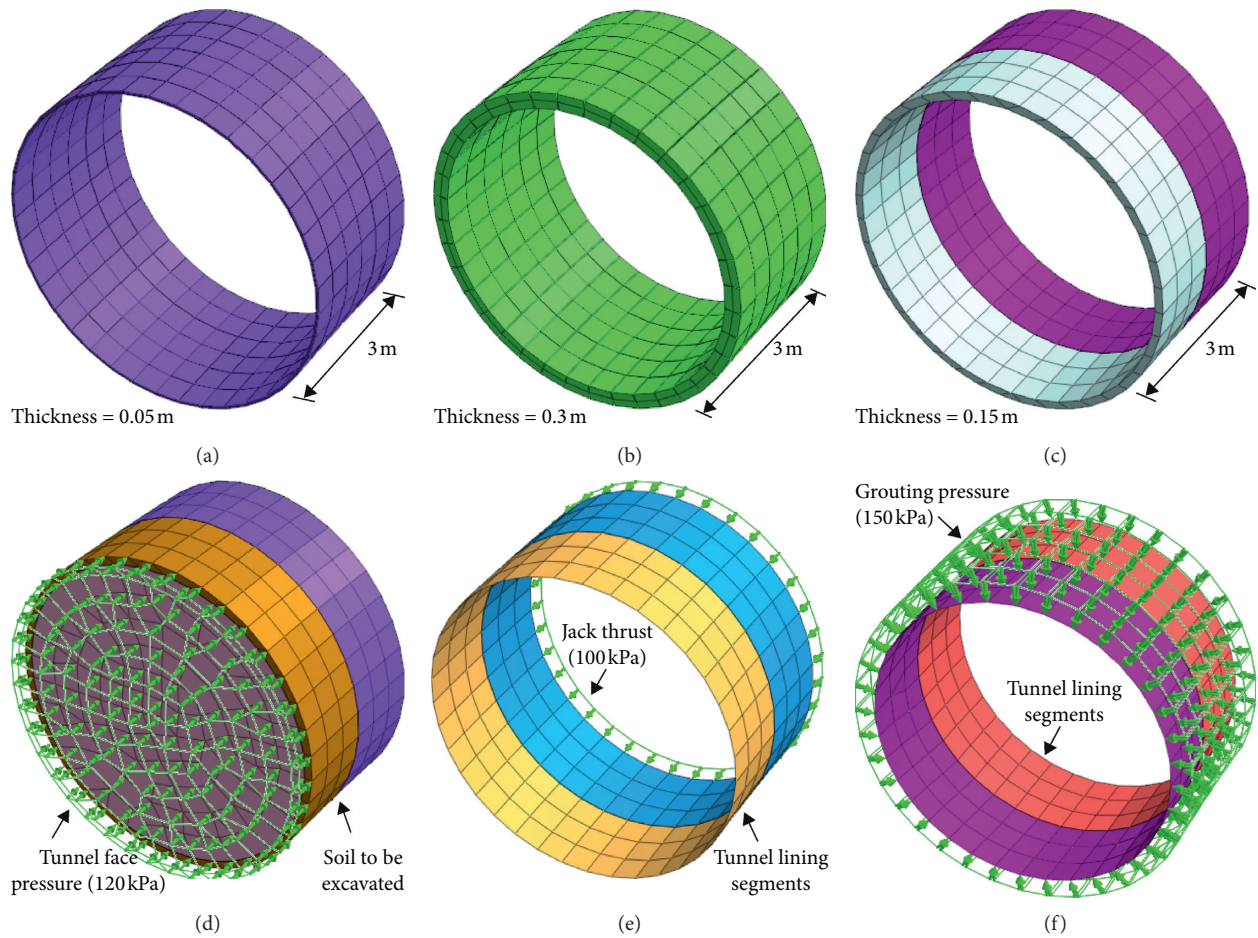 3 m
Thickness = 0.05 m
(a)
3 m
Thickness = 0.3 m
(b)
3 m
Thickness = 0.15 m
(c)
Tunnel face
pressure (120 kPa)
Soil to be
excavated
(d)
Jack thrust
(100 kPa)
Tunnel lining
segments
(e)
Grouting pressure
(150 kPa)
Tunnel lining
segments
(f)